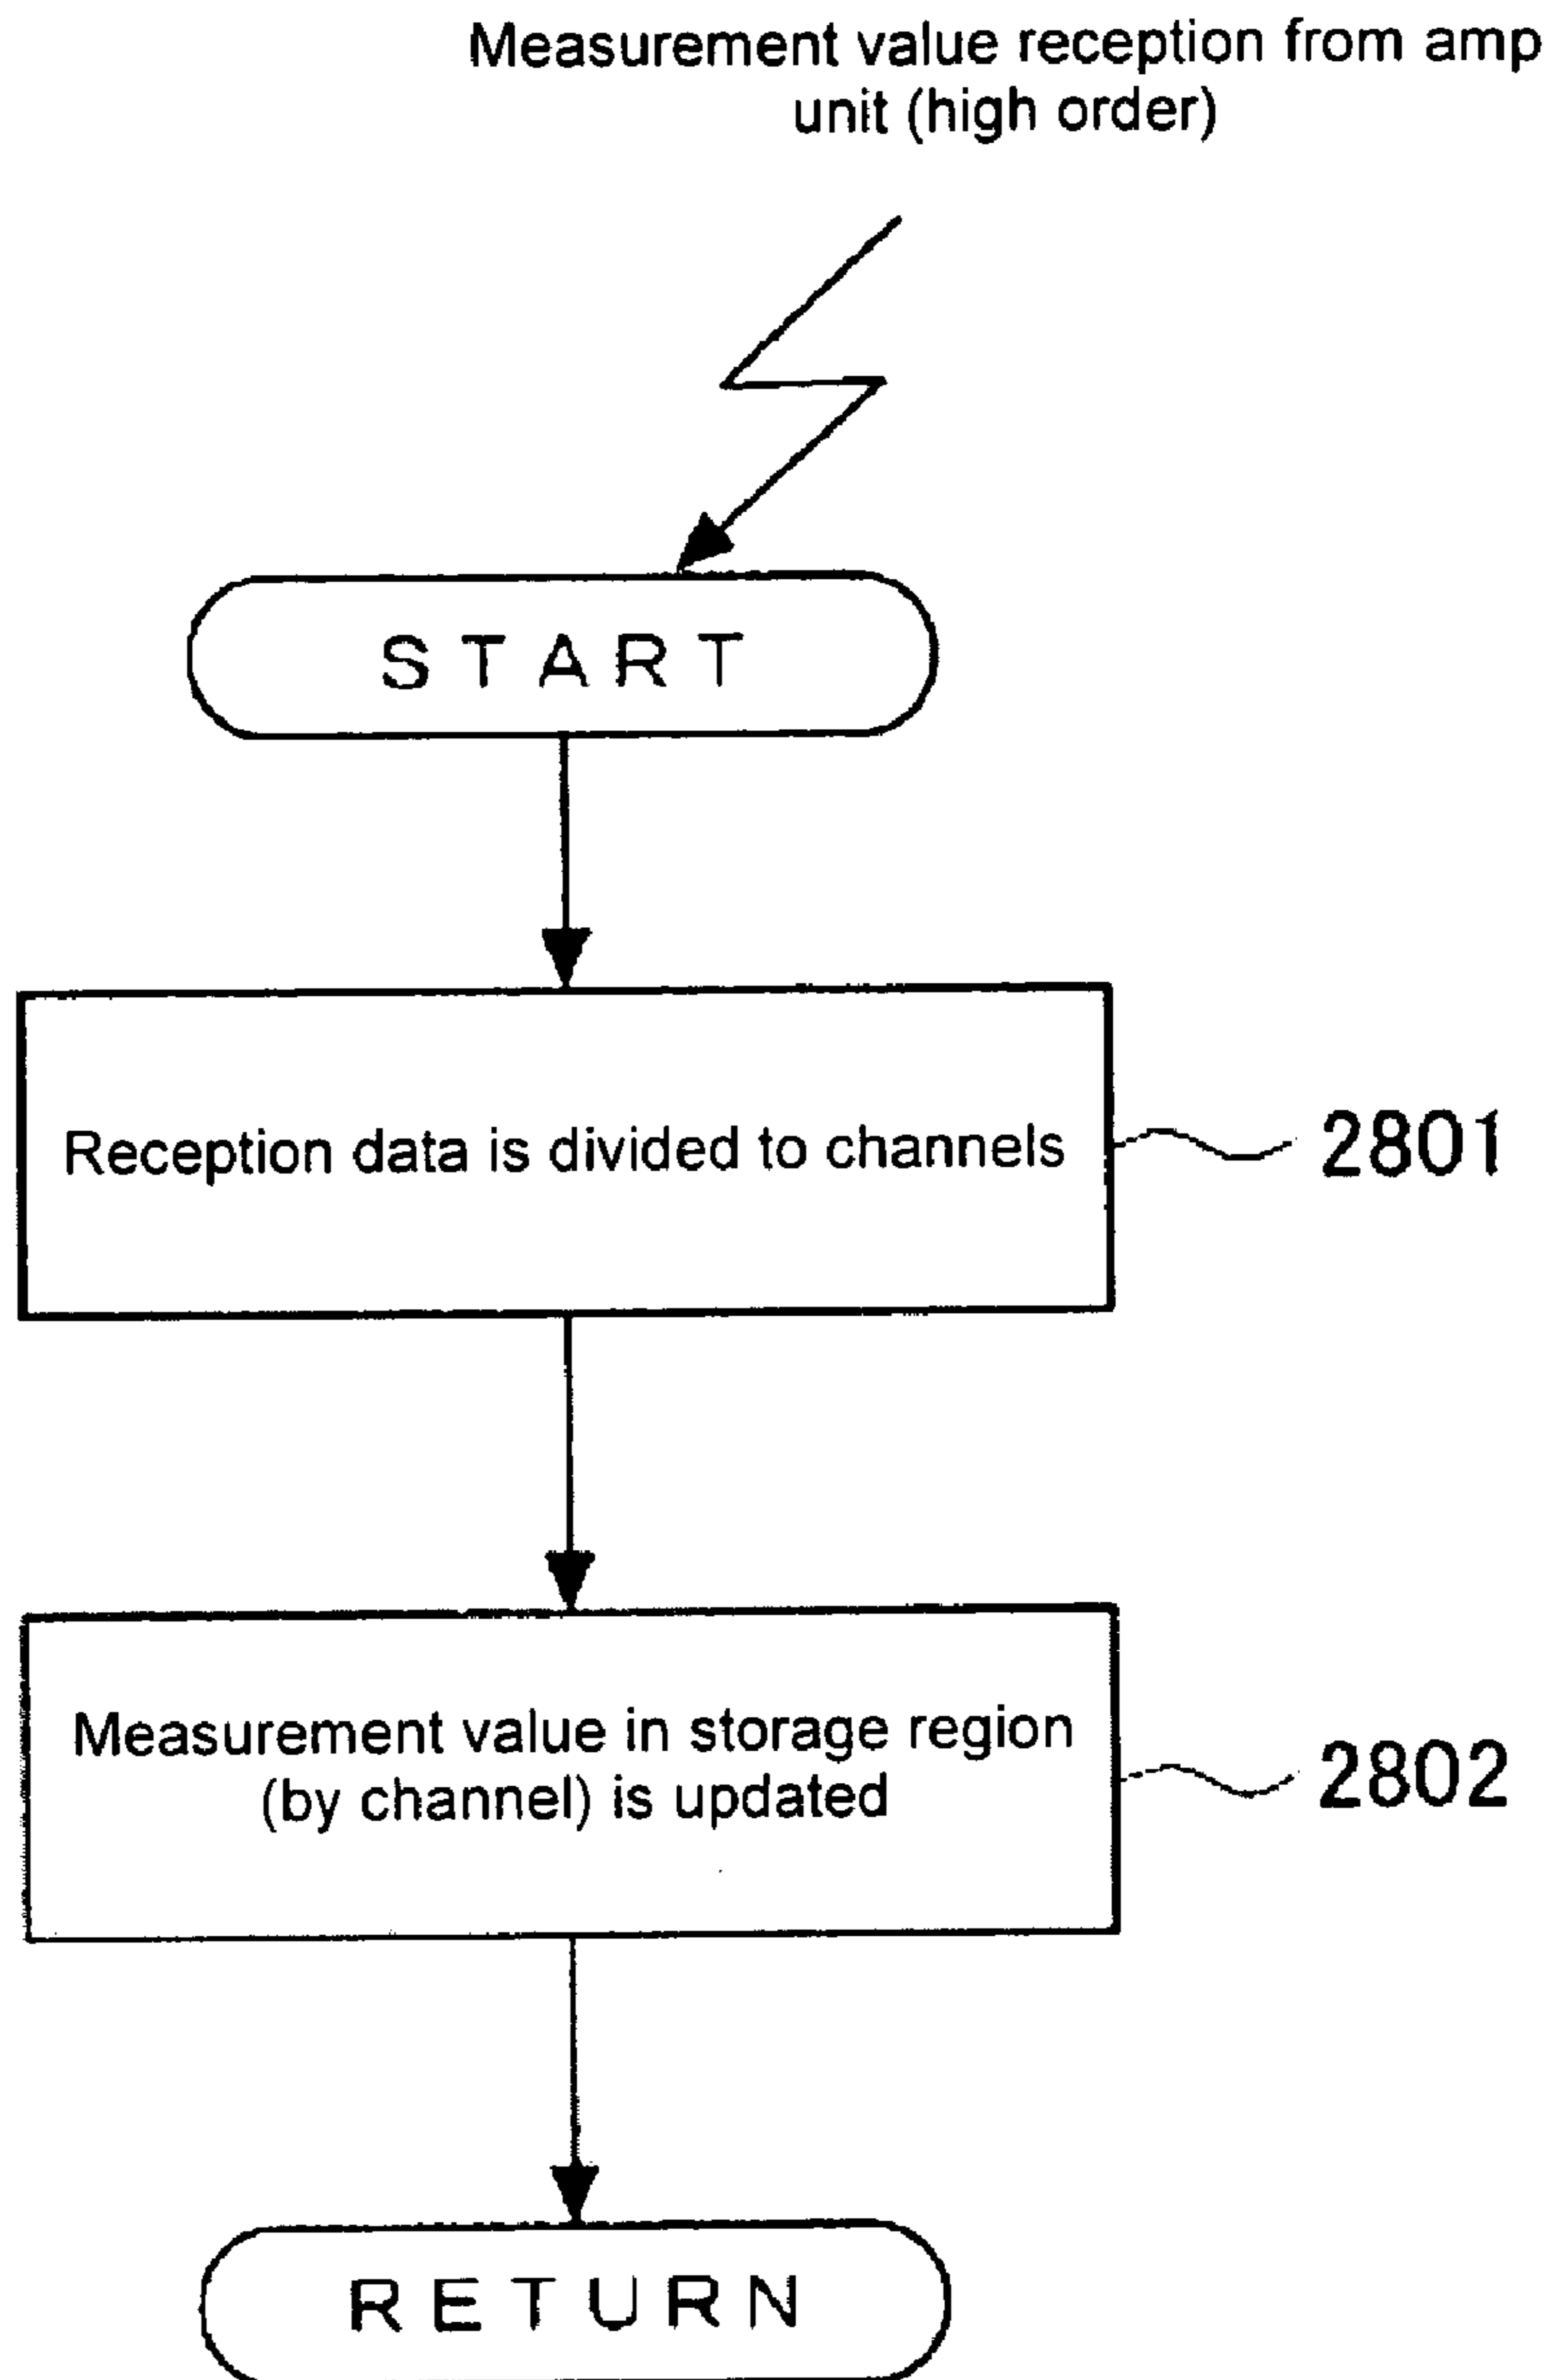 Measurement value reception from amp
unit (high order)
START
Reception data is divided to channels
2801
Measurement value in storage region
(by channel) is updated
2802
RETURN